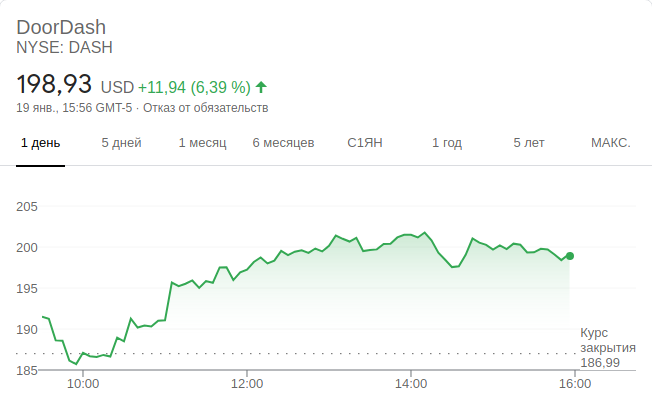 DoorDash
NYSE: DASH
198,93 USD +11,94 (6,39 %)
19 янв., 15:56 GMT-5 · Отказ от обязательств
1 день 5 дней 1 месяц 6 месяцев С1ЯН 1 год 5 лет МАКС.
205
200
195
190
185
Курс
закрытия
186,99
10:00 12:00 14:00 16:00